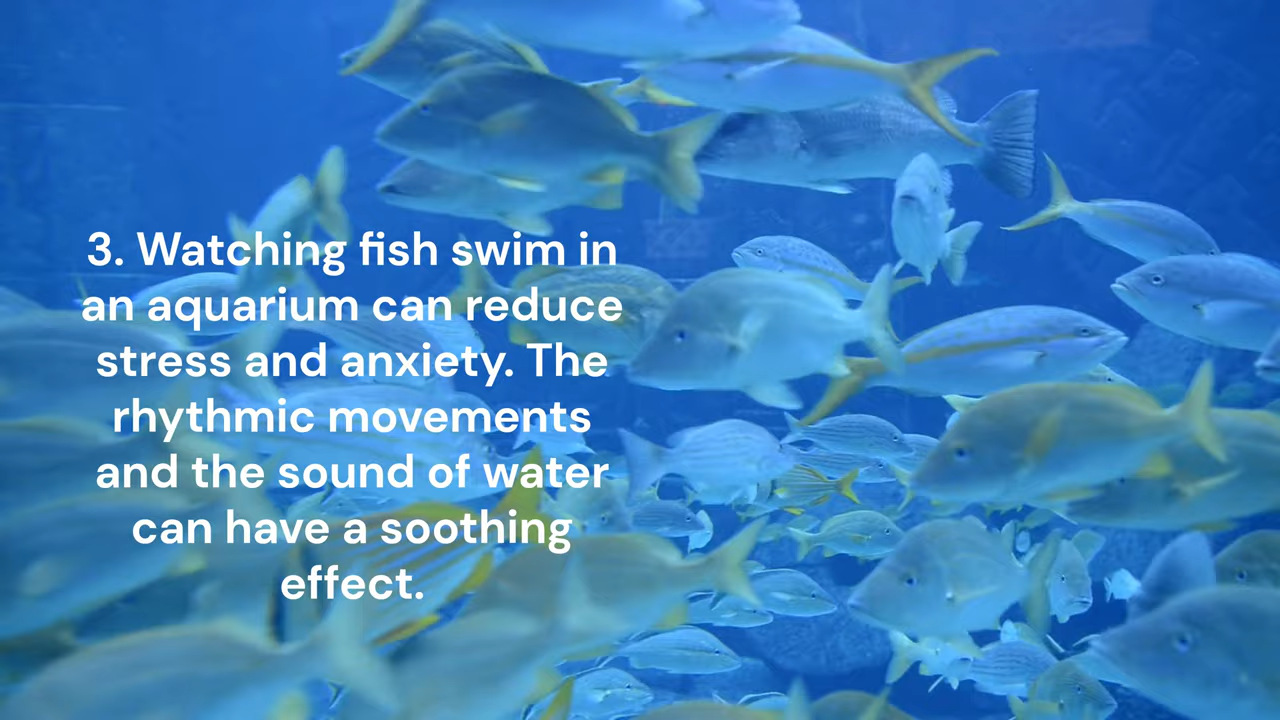 3. Watching fish swim in
an aquarium can reduce
stress and anxiety. The
rhythmic movements
and the sound of water
can have a soothing
effect.